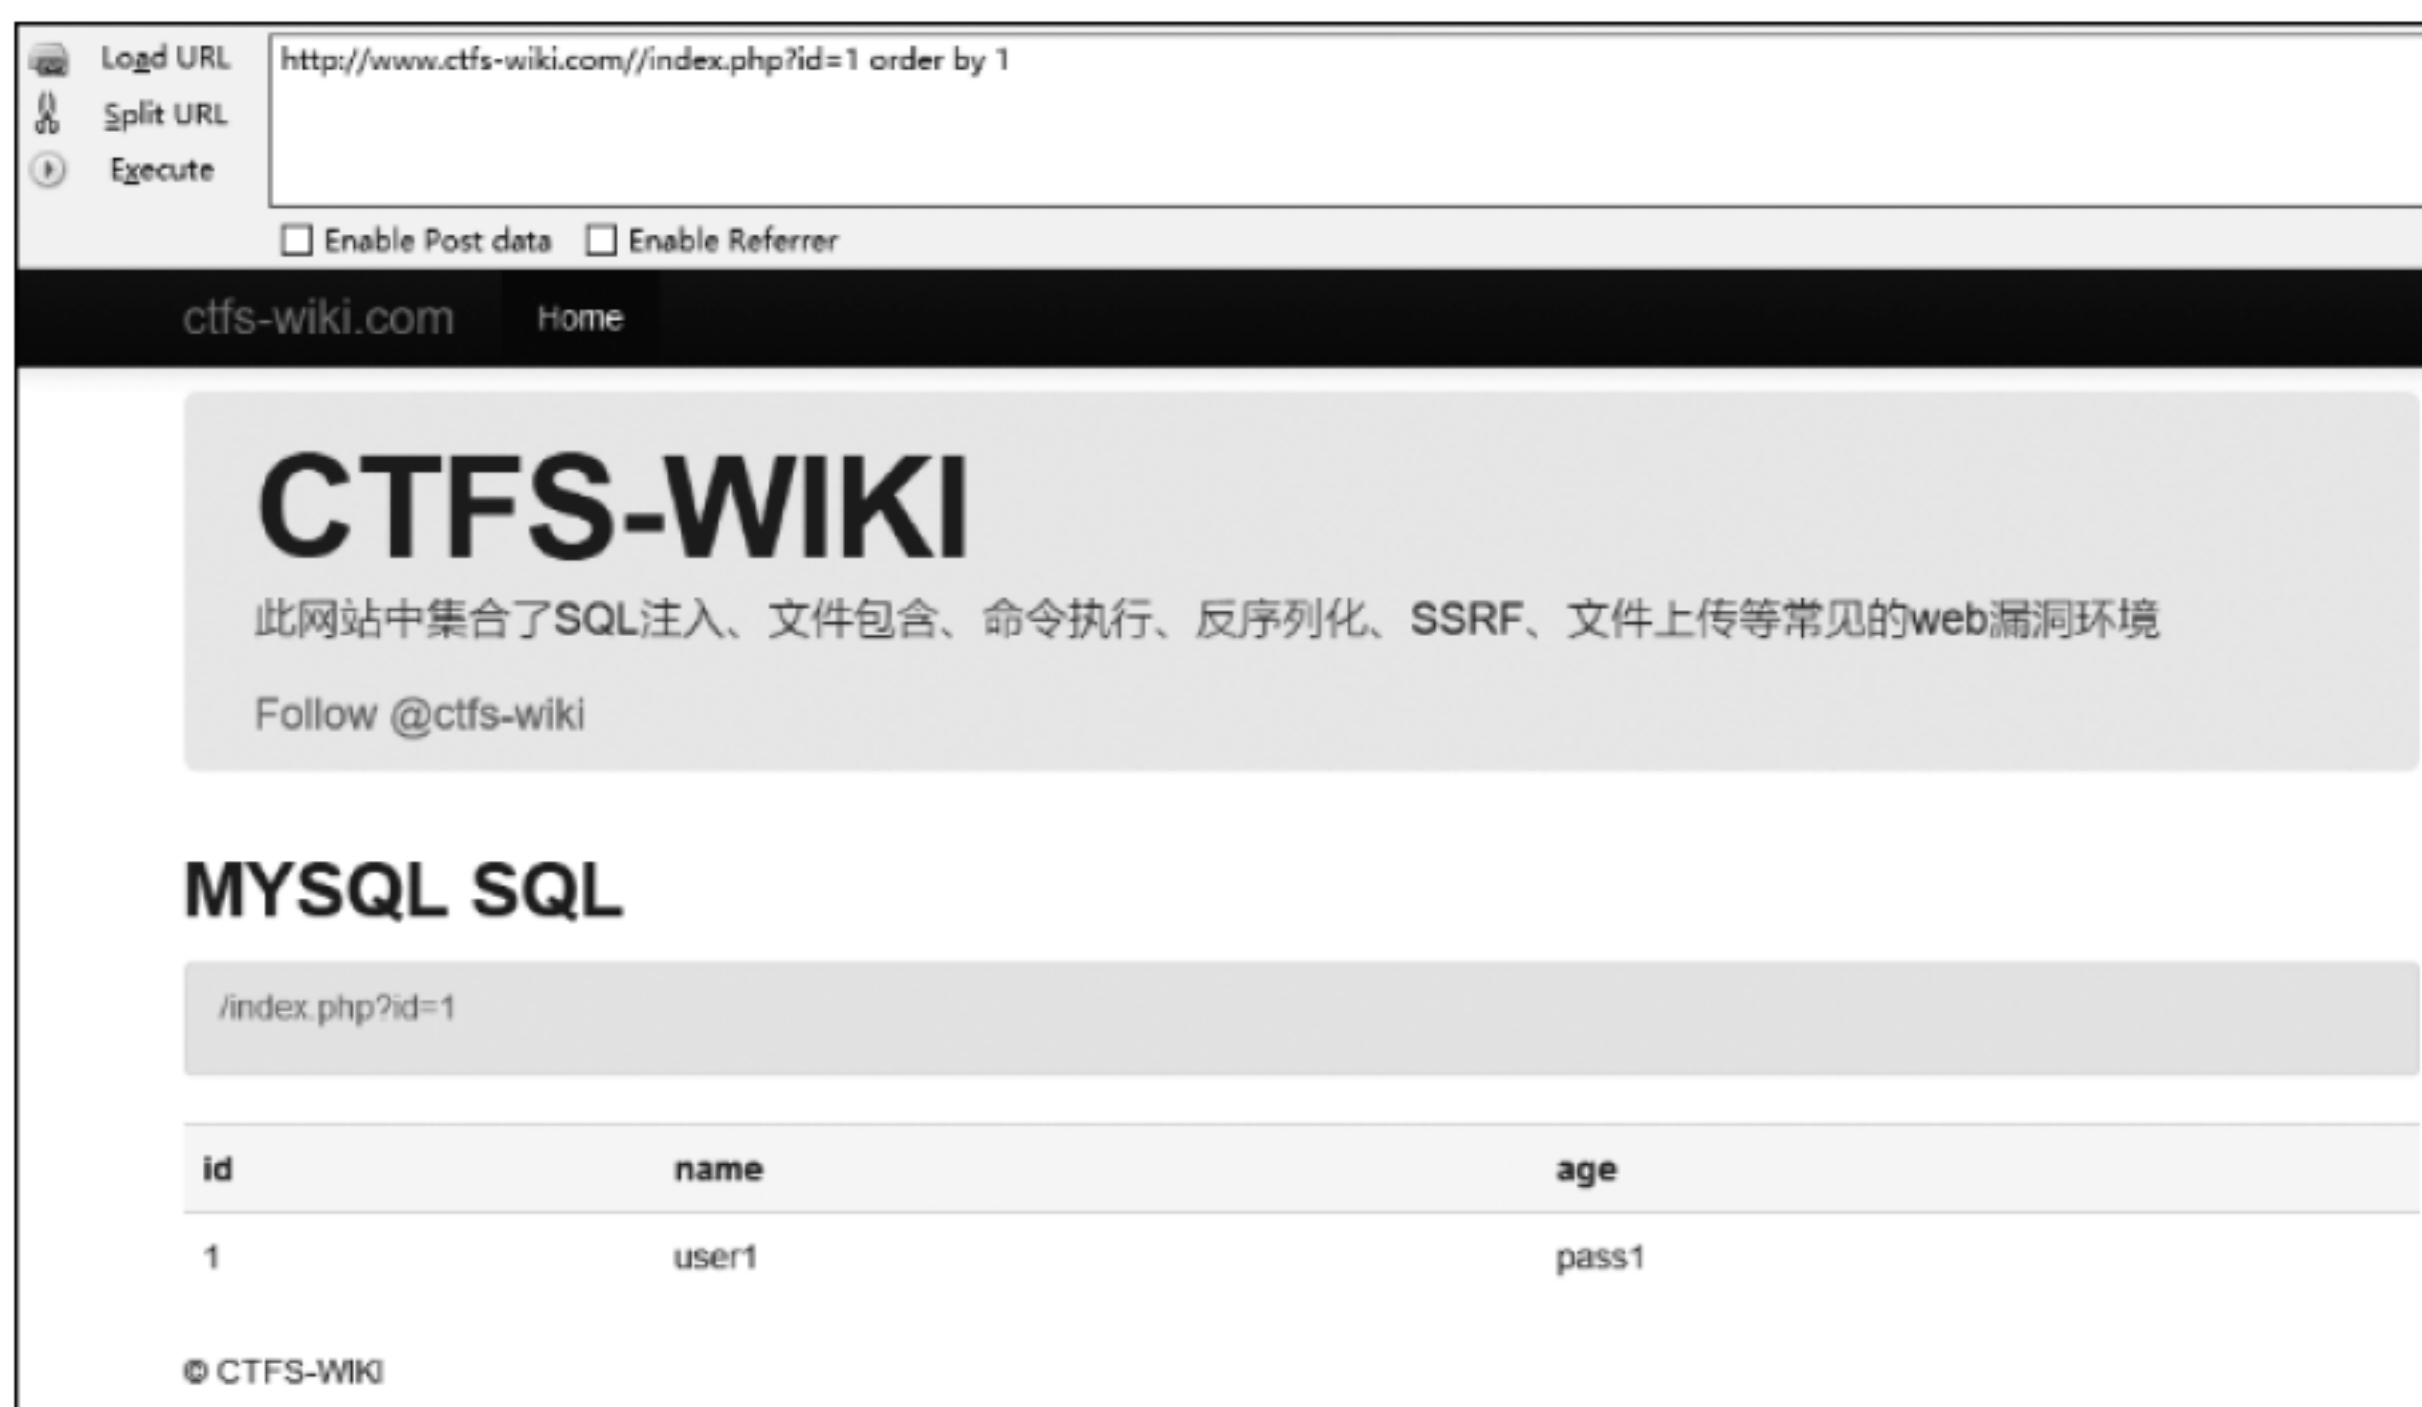 Load URL
http://www.ctfs-wiki.com//index.php?id=1 order by 1
Split URL
Execute
Enable Post data
Enable Referrer
ctfs-wiki.com
Home
CTFS-WIKI
此网站中集合了SQL注入、文件包含、命令执行、反序列化、SSRF、文件上传等常见的web漏洞环境
Follow @ctfs-wiki
MYSQL SQL
/index.php?id=1
id name age
1 user1 pass1
© CTFS-WIKI